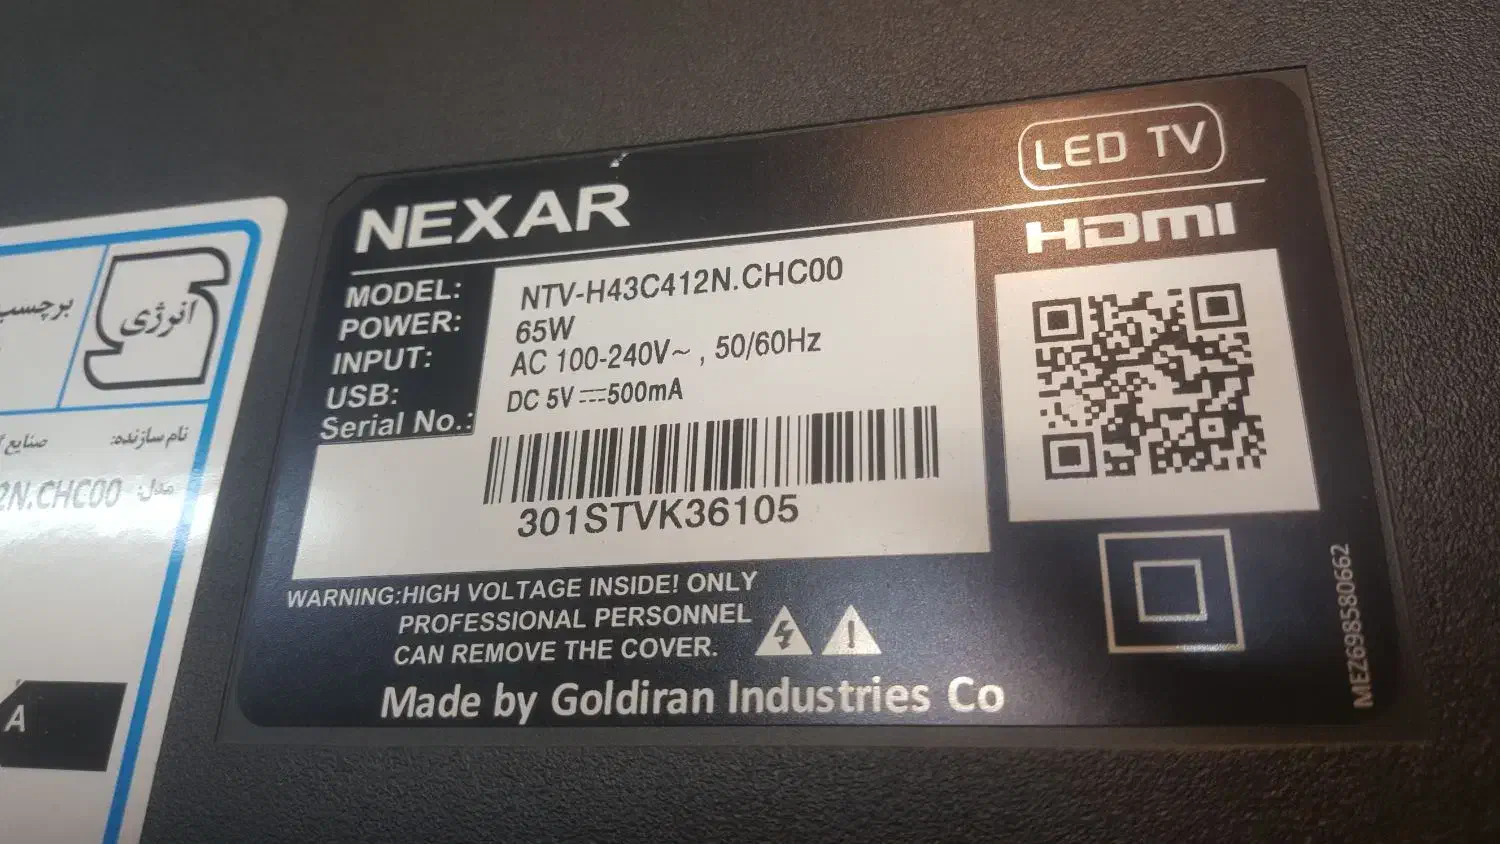 NEXAR
LED TV
HDMI
MODEL: NTV-H43C412N.CHC00
POWER: 65W
INPUT: AC 100-240V~ , 50/60Hz
USB: DC 5V⎓500mA
Serial No.:
301STVK36105
WARNING:HIGH VOLTAGE INSIDE! ONLY
PROFESSIONAL PERSONNEL
CAN REMOVE THE COVER.
Made by Goldiran Industries Co
MEZ698580662
برچسب
انرژی
نام سازنده: صنایع
مدل: 2N.CHC00
A